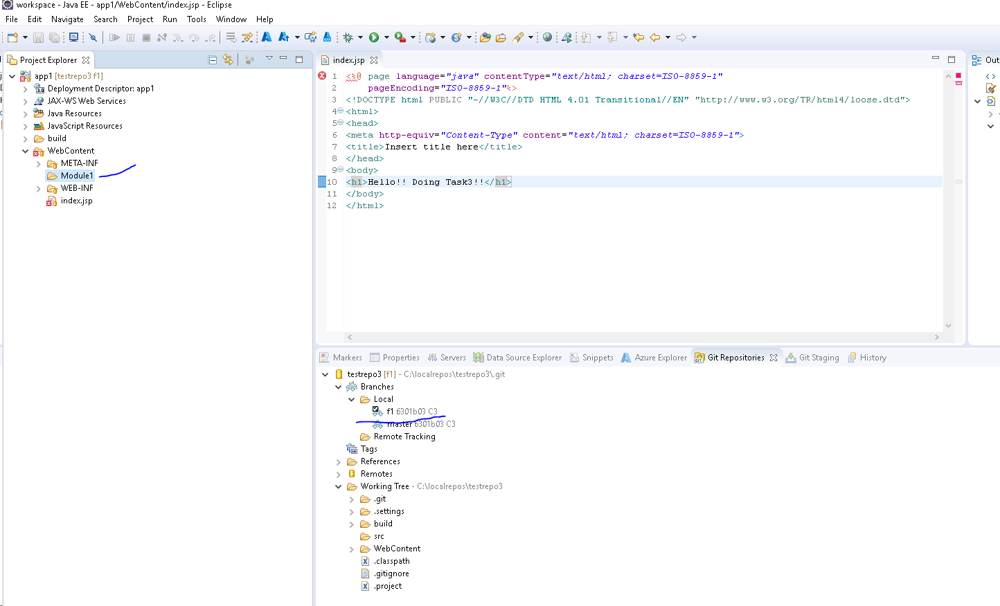 workspace - Java EE - app1/WebContent/index.jsp - Eclipse
File Edit Navigate Search Project Run Tools Window Help
Project Explorer
app1 [testrepo3 f1]
Deployment Descriptor: app1
JAX-WS Web Services
Java Resources
JavaScript Resources
build
WebContent
META-INF
Module1
WEB-INF
index.jsp
index.jsp
1 <%@ page language="java" contentType="text/html; charset=ISO-8859-1"
2 pageEncoding="ISO-8859-1"%>
3 <!DOCTYPE html PUBLIC "-//W3C//DTD HTML 4.01 Transitional//EN" "http://www.w3.org/TR/html4/loose.dtd">
4 <html>
5 <head>
6 <meta http-equiv="Content-Type" content="text/html; charset=ISO-8859-1">
7 <title>Insert title here</title>
8 </head>
9 <body>
10 <h1>Hello!! Doing Task3!!</h1>
11 </body>
12 </html>
Out
Markers Properties Servers Data Source Explorer Snippets Azure Explorer Git Repositories Git Staging History
testrepo3 [f1] - C:\localrepos\testrepo3\.git
Branches
Local
f1 6301b03 C3
master 6301b03 C3
Remote Tracking
Tags
References
Remotes
Working Tree - C:\localrepos\testrepo3
.git
.settings
build
src
WebContent
.classpath
.gitignore
.project